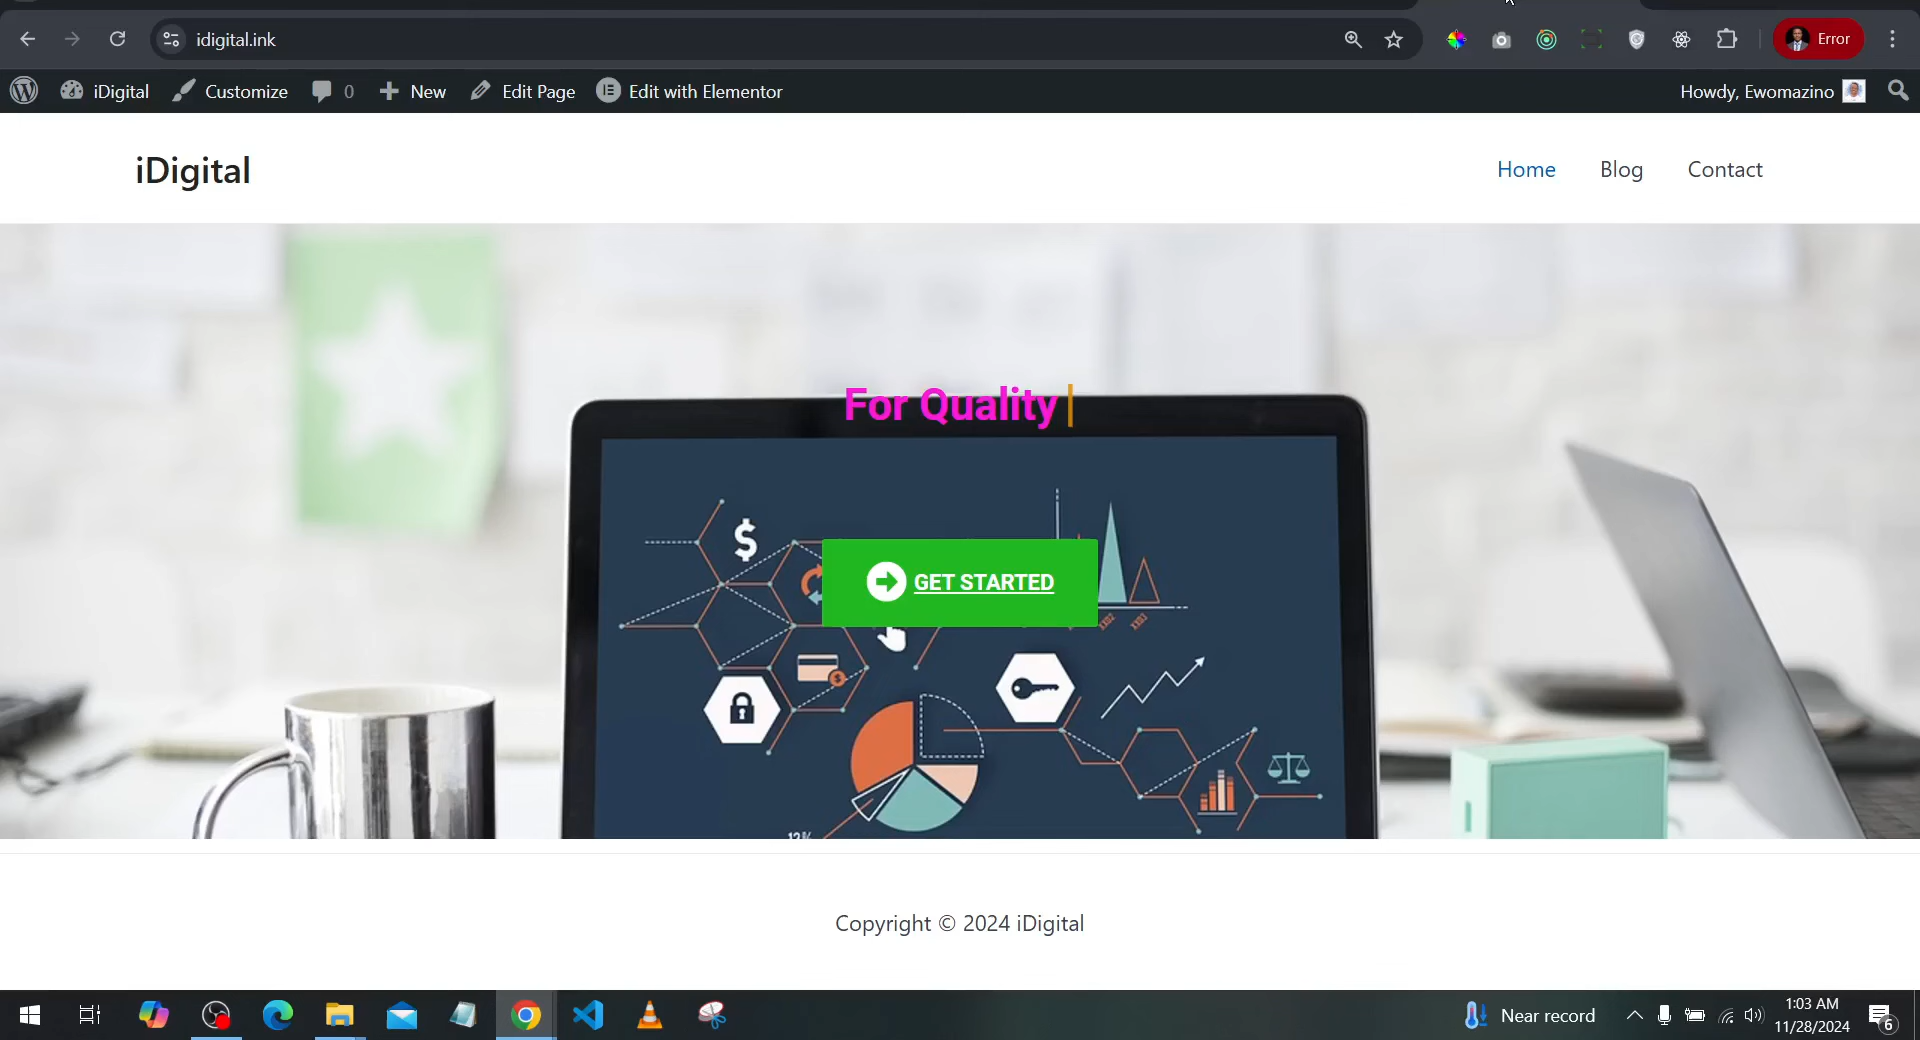 idigital.ink
Error
iDigital
Customize
0
New
Edit Page
Edit with Elementor
Howdy, Ewomazino
iDigital
Home
Blog
Contact
For Quality
$
GET STARTED
Copyright © 2024 iDigital
Near record
1:03 AM
11/28/2024
6